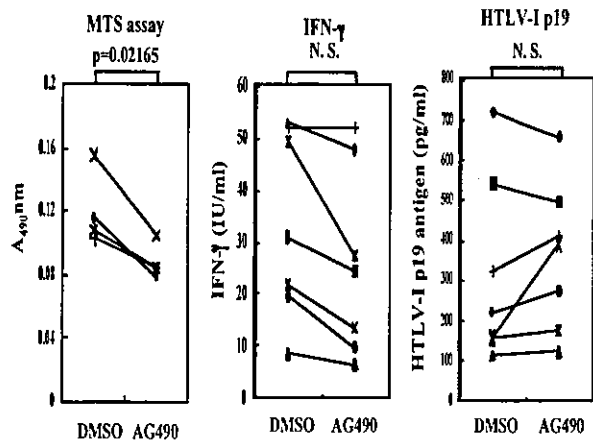 MTS assay
p=0.02165
A490nm
0.2
0.16
0.12
0.08
0.04
0
DMSO AG490
IFN-γ
N. S.
IFN-γ (IU/ml)
60
50
40
30
20
10
0
DMSO AG490
HTLV-I p19
N. S.
HTLV-I p19 antigen (pg/ml)
800
700
600
500
400
300
200
100
0
DMSO AG490